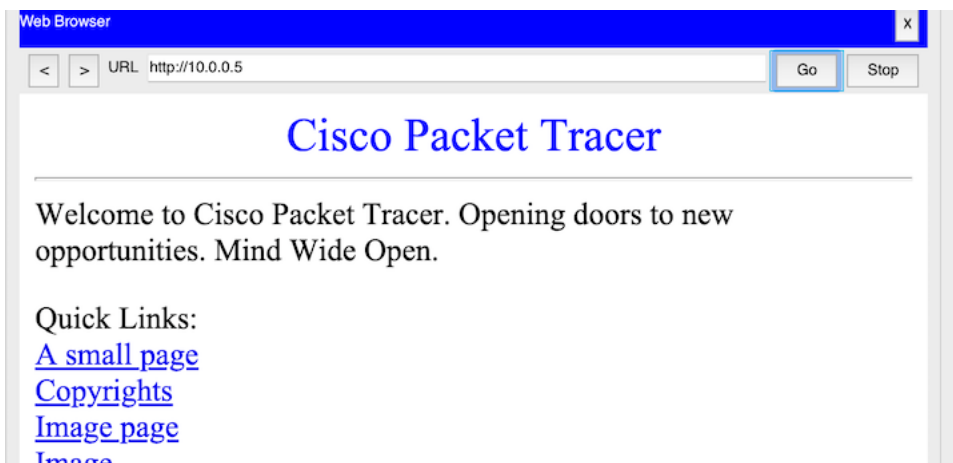 Web Browser X
< > URL http://10.0.0.5 Go Stop
Cisco Packet Tracer
Welcome to Cisco Packet Tracer. Opening doors to new
opportunities. Mind Wide Open.
Quick Links:
A small page
Copyrights
Image page
Image